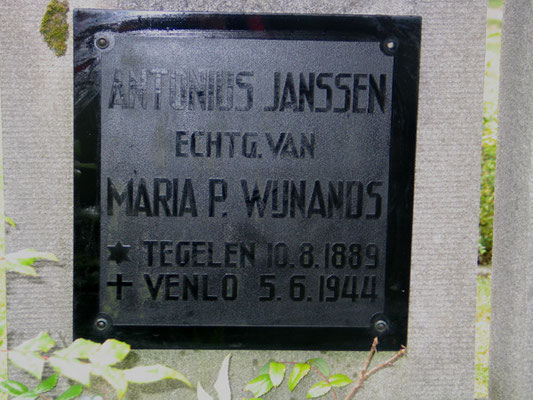 ANTONIUS JANSSEN
ECHTG. VAN
MARIA P. WIJNANDS
✶ TEGELEN 10.8.1889
✝ VENLO 5.6.1944